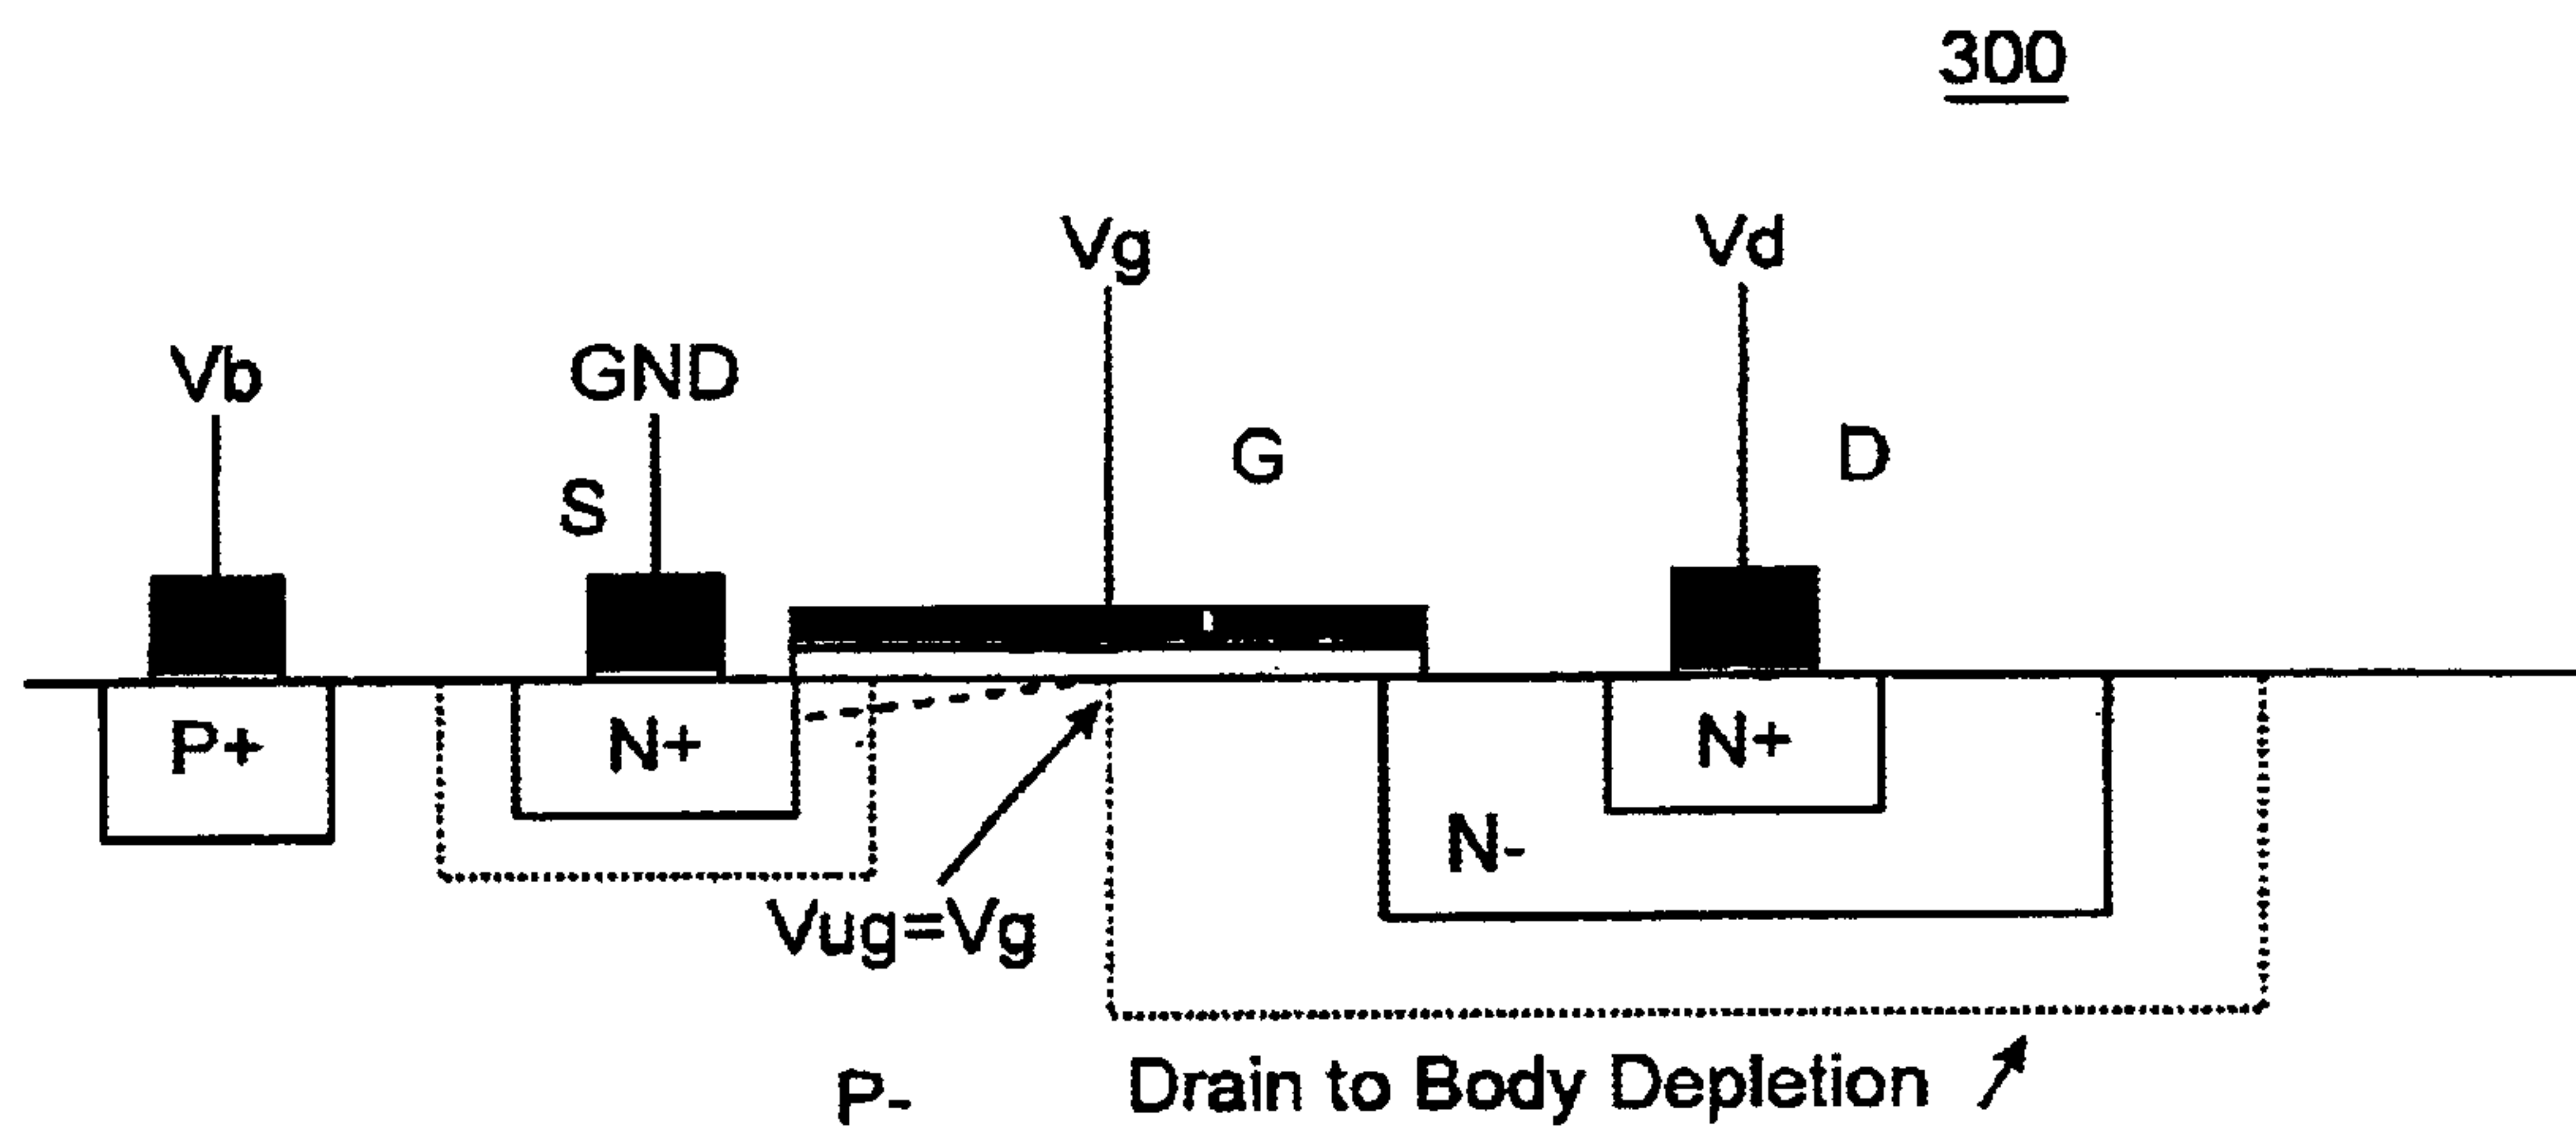 300
Vg
Vd
Vb
GND
G
D
S
P+
N+
N+
N-
Vug=Vg
P-
Drain to Body Depletion